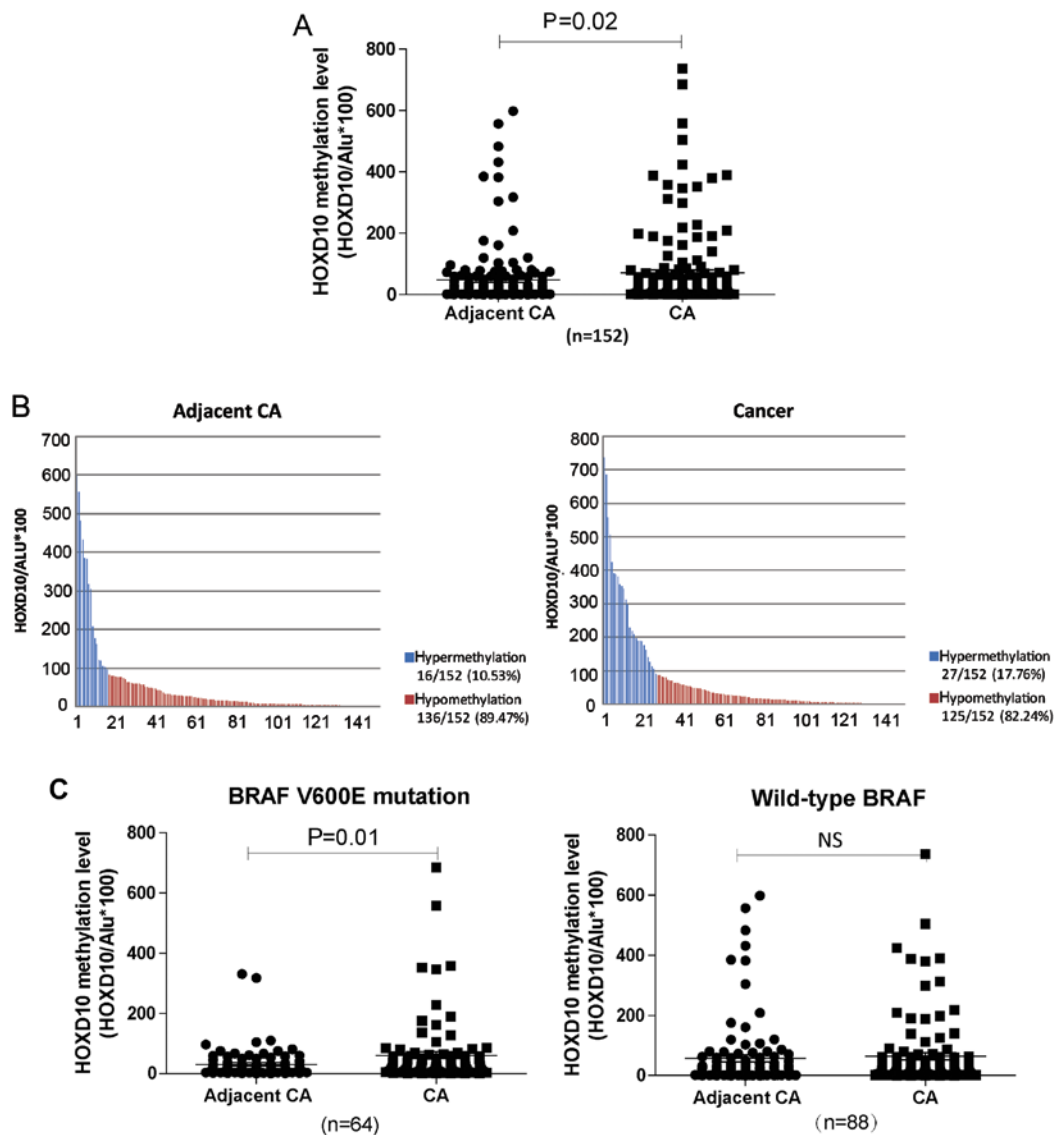 A
P=0.02
HOXD10 methylation level
(HOXD10/Alu*100)
800
600
400
200
0
Adjacent CA
CA
(n=152)
B
Adjacent CA
HOXD10/ALU*100
700
600
500
400
300
200
100
0
1 21 41 61 81 101 121 141
Hypermethylation
16/152 (10.53%)
Hypomethylation
136/152 (89.47%)
Cancer
HOXD10/ALU*100
800
700
600
500
400
300
200
100
0
1 21 41 61 81 101 121 141
Hypermethylation
27/152 (17.76%)
Hypomethylation
125/152 (82.24%)
C
BRAF V600E mutation
P=0.01
HOXD10 methylation level
(HOXD10/Alu*100)
800
600
400
200
0
Adjacent CA
CA
(n=64)
Wild-type BRAF
NS
HOXD10 methylation level
(HOXD10/Alu*100)
800
600
400
200
0
Adjacent CA
CA
(n=88)